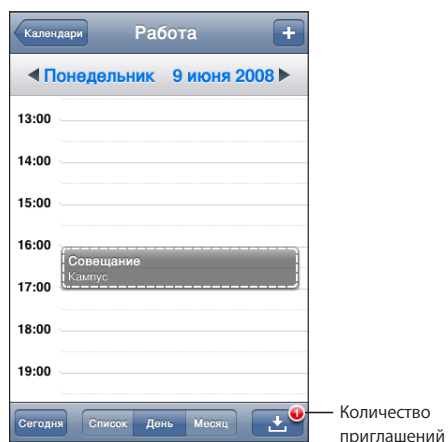 Календари
Работа
+
Понедельник 9 июня 2008
13:00
14:00
15:00
16:00
Совещание
Кампус
17:00
18:00
19:00
Сегодня
Список
День
Месяц
1
Количество
приглашений